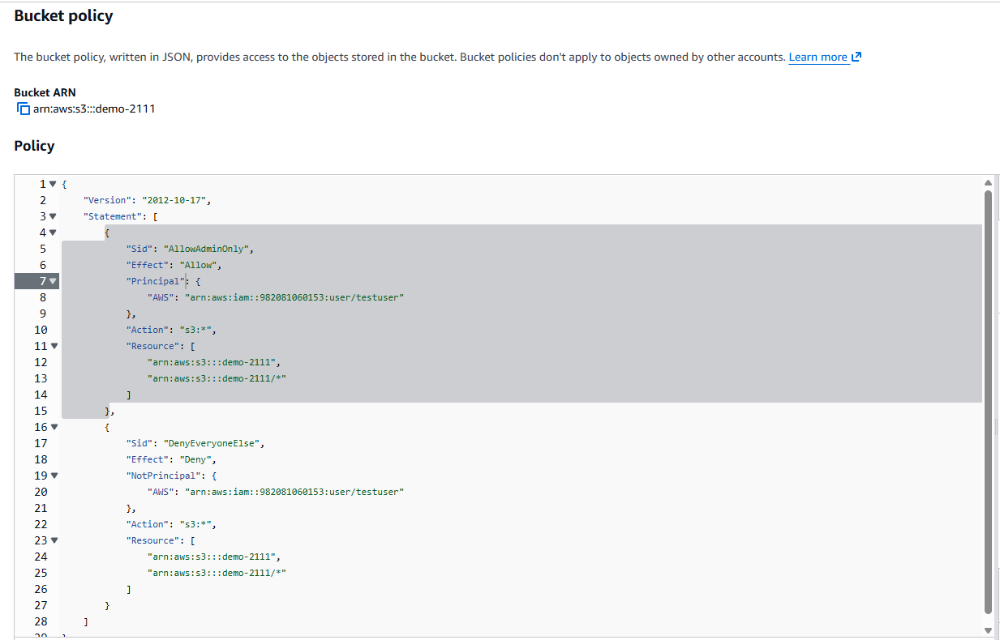 Bucket policy
The bucket policy, written in JSON, provides access to the objects stored in the bucket. Bucket policies don't apply to objects owned by other accounts. Learn more
Bucket ARN
arn:aws:s3:::demo-2111
Policy
1 {
2 "Version": "2012-10-17",
3 "Statement": [
4 {
5 "Sid": "AllowAdminOnly",
6 "Effect": "Allow",
7 "Principal": {
8 "AWS": "arn:aws:iam::982081060153:user/testuser"
9 },
10 "Action": "s3:*",
11 "Resource": [
12 "arn:aws:s3:::demo-2111",
13 "arn:aws:s3:::demo-2111/*"
14 ]
15 },
16 {
17 "Sid": "DenyEveryoneElse",
18 "Effect": "Deny",
19 "NotPrincipal": {
20 "AWS": "arn:aws:iam::982081060153:user/testuser"
21 },
22 "Action": "s3:*",
23 "Resource": [
24 "arn:aws:s3:::demo-2111",
25 "arn:aws:s3:::demo-2111/*"
26 ]
27 }
28 ]